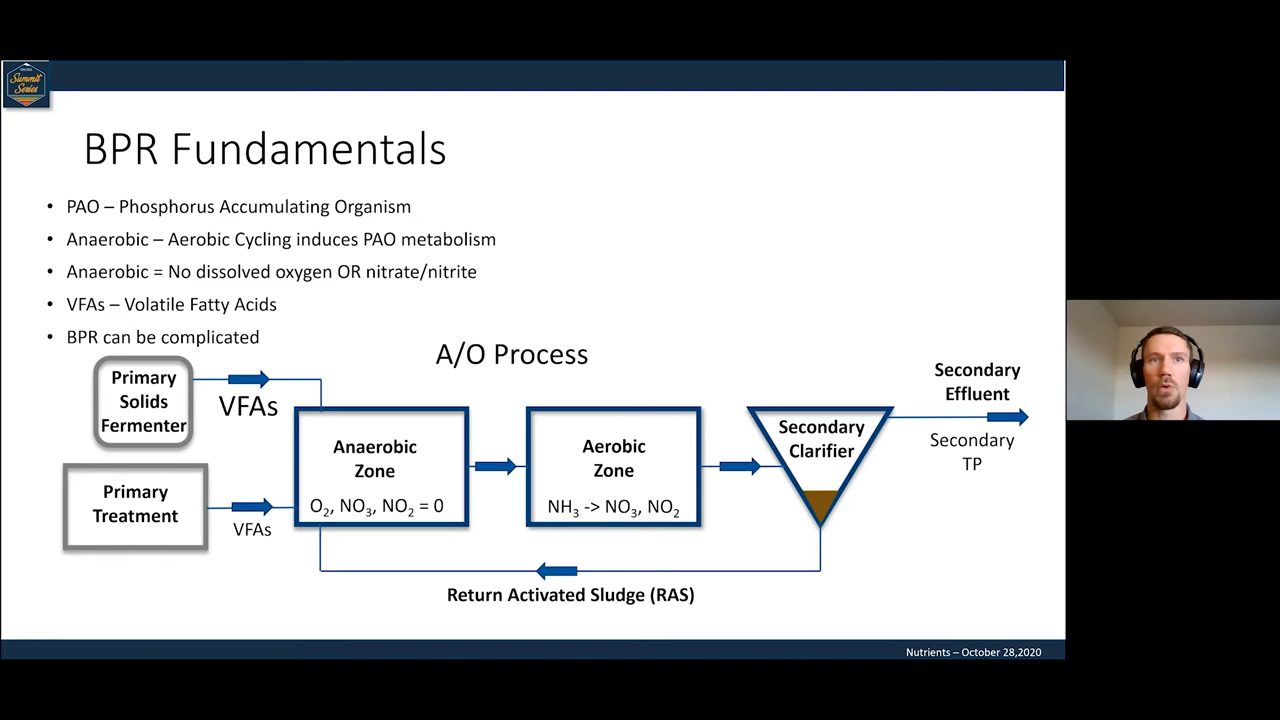 Summit
Series
BPR Fundamentals
• PAO – Phosphorus Accumulating Organism
• Anaerobic – Aerobic Cycling induces PAO metabolism
• Anaerobic = No dissolved oxygen OR nitrate/nitrite
• VFAs – Volatile Fatty Acids
• BPR can be complicated
A/O Process
Primary
Solids
Fermenter
VFAs
Primary
Treatment
VFAs
Anaerobic
Zone
O₂, NO₃, NO₂ = 0
Aerobic
Zone
NH₃ -> NO₃, NO₂
Secondary
Clarifier
Secondary
Effluent
Secondary
TP
Return Activated Sludge (RAS)
Nutrients – October 28,2020